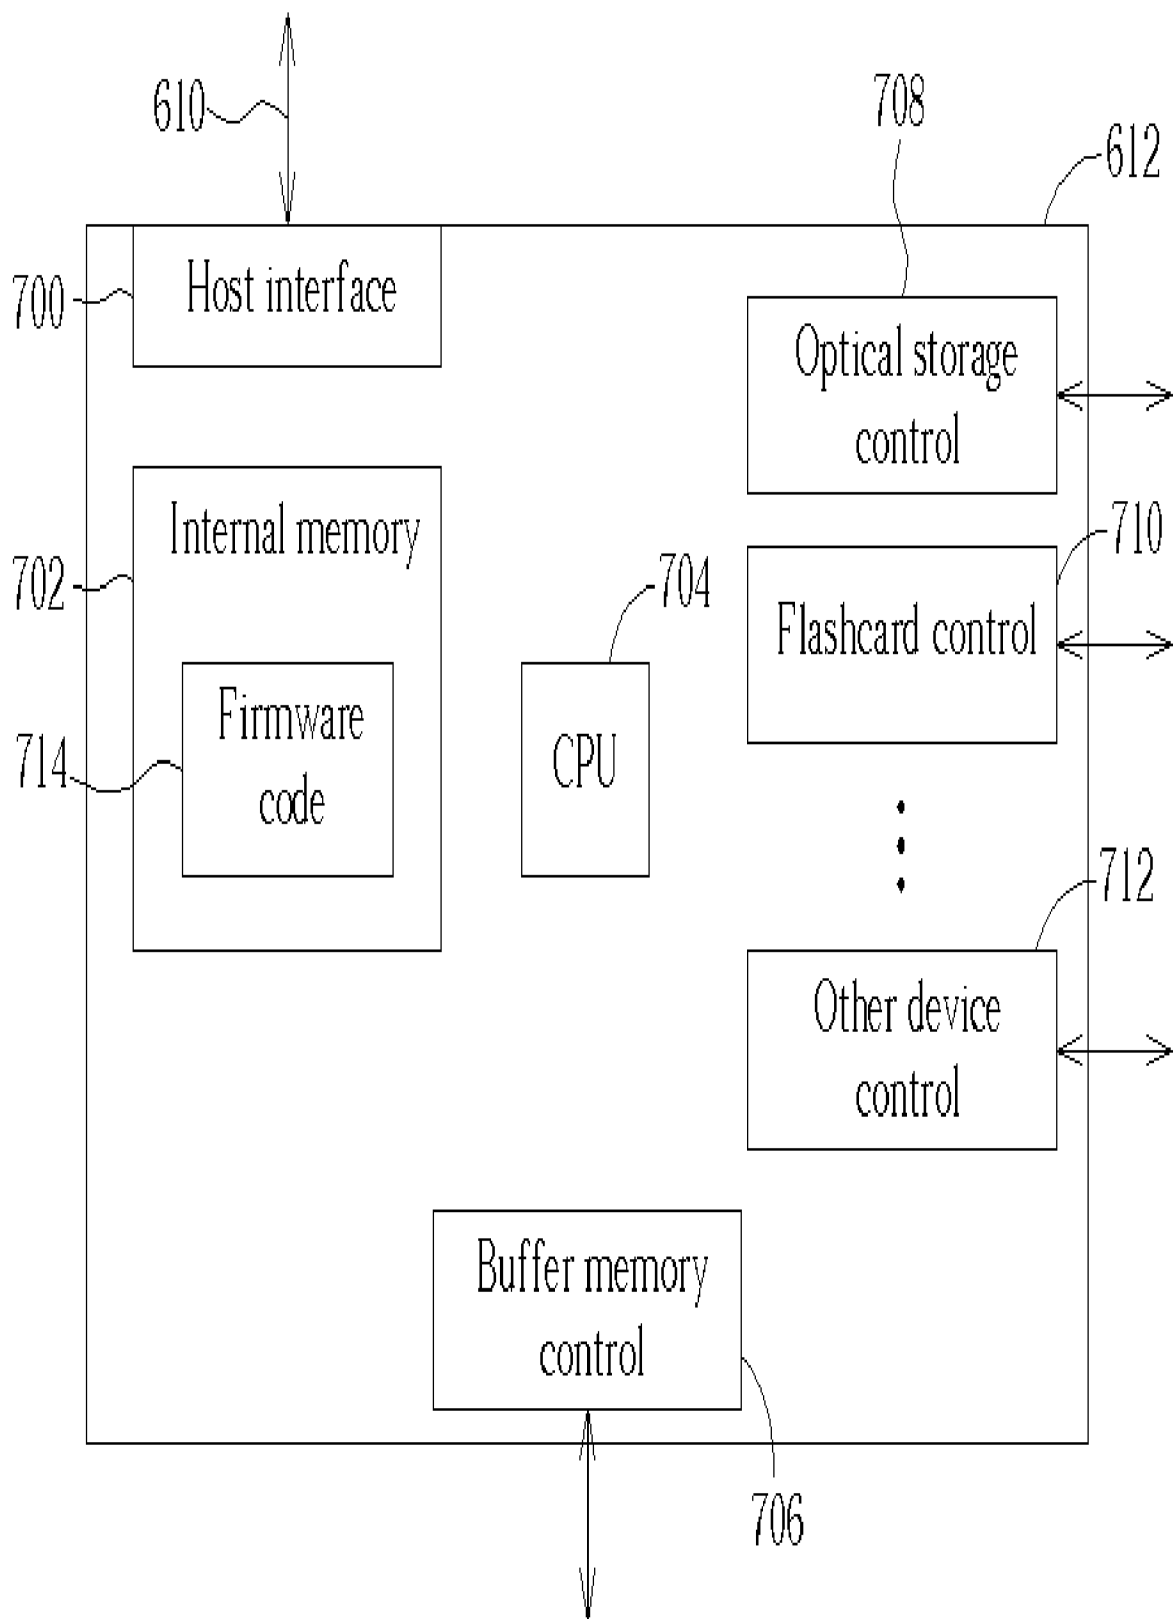 610
708
612
700
Host interface
Optical storage
control
Internal memory
710
702
704
Flashcard control
Firmware
code
714
CPU
712
Other device
control
Buffer memory
control
706